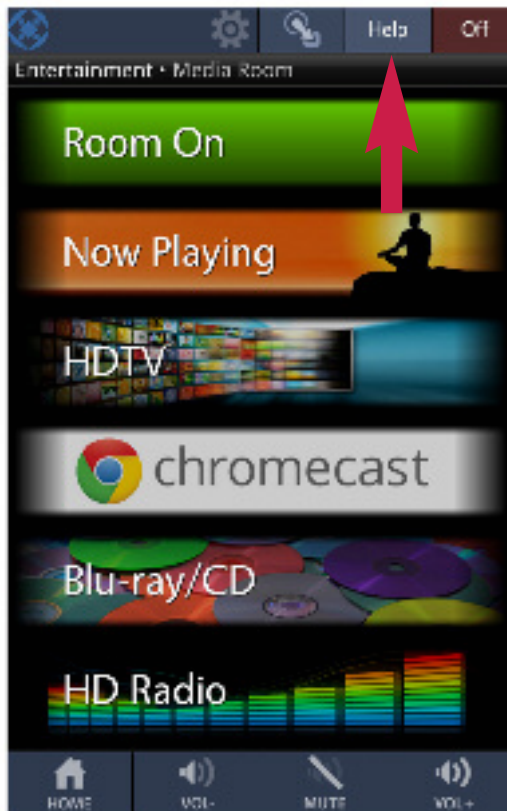 Help Off
Entertainment • Media Room
Room On
Now Playing
HDTV
chromecast
Blu-ray/CD
HD Radio
HOME VOL- MUTE VOL+